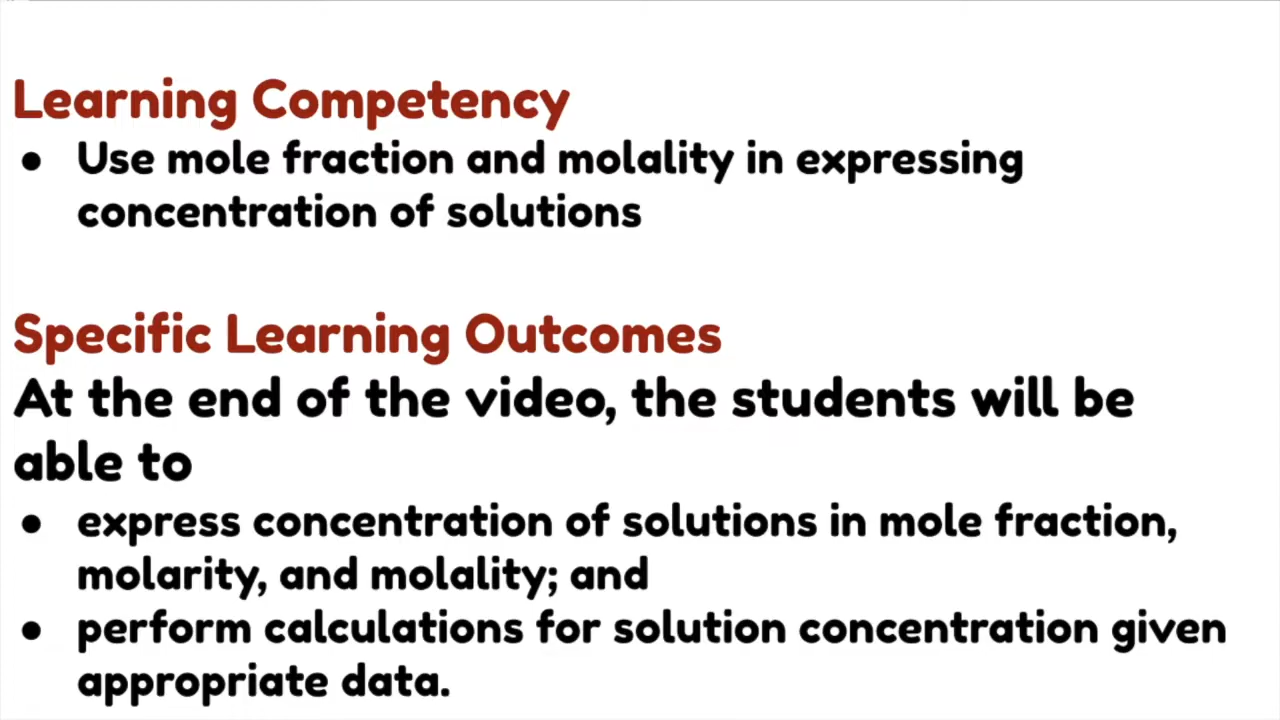 Learning Competency
● Use mole fraction and molality in expressing
concentration of solutions
Specific Learning Outcomes
At the end of the video, the students will be
able to
● express concentration of solutions in mole fraction,
molarity, and molality; and
● perform calculations for solution concentration given
appropriate data.